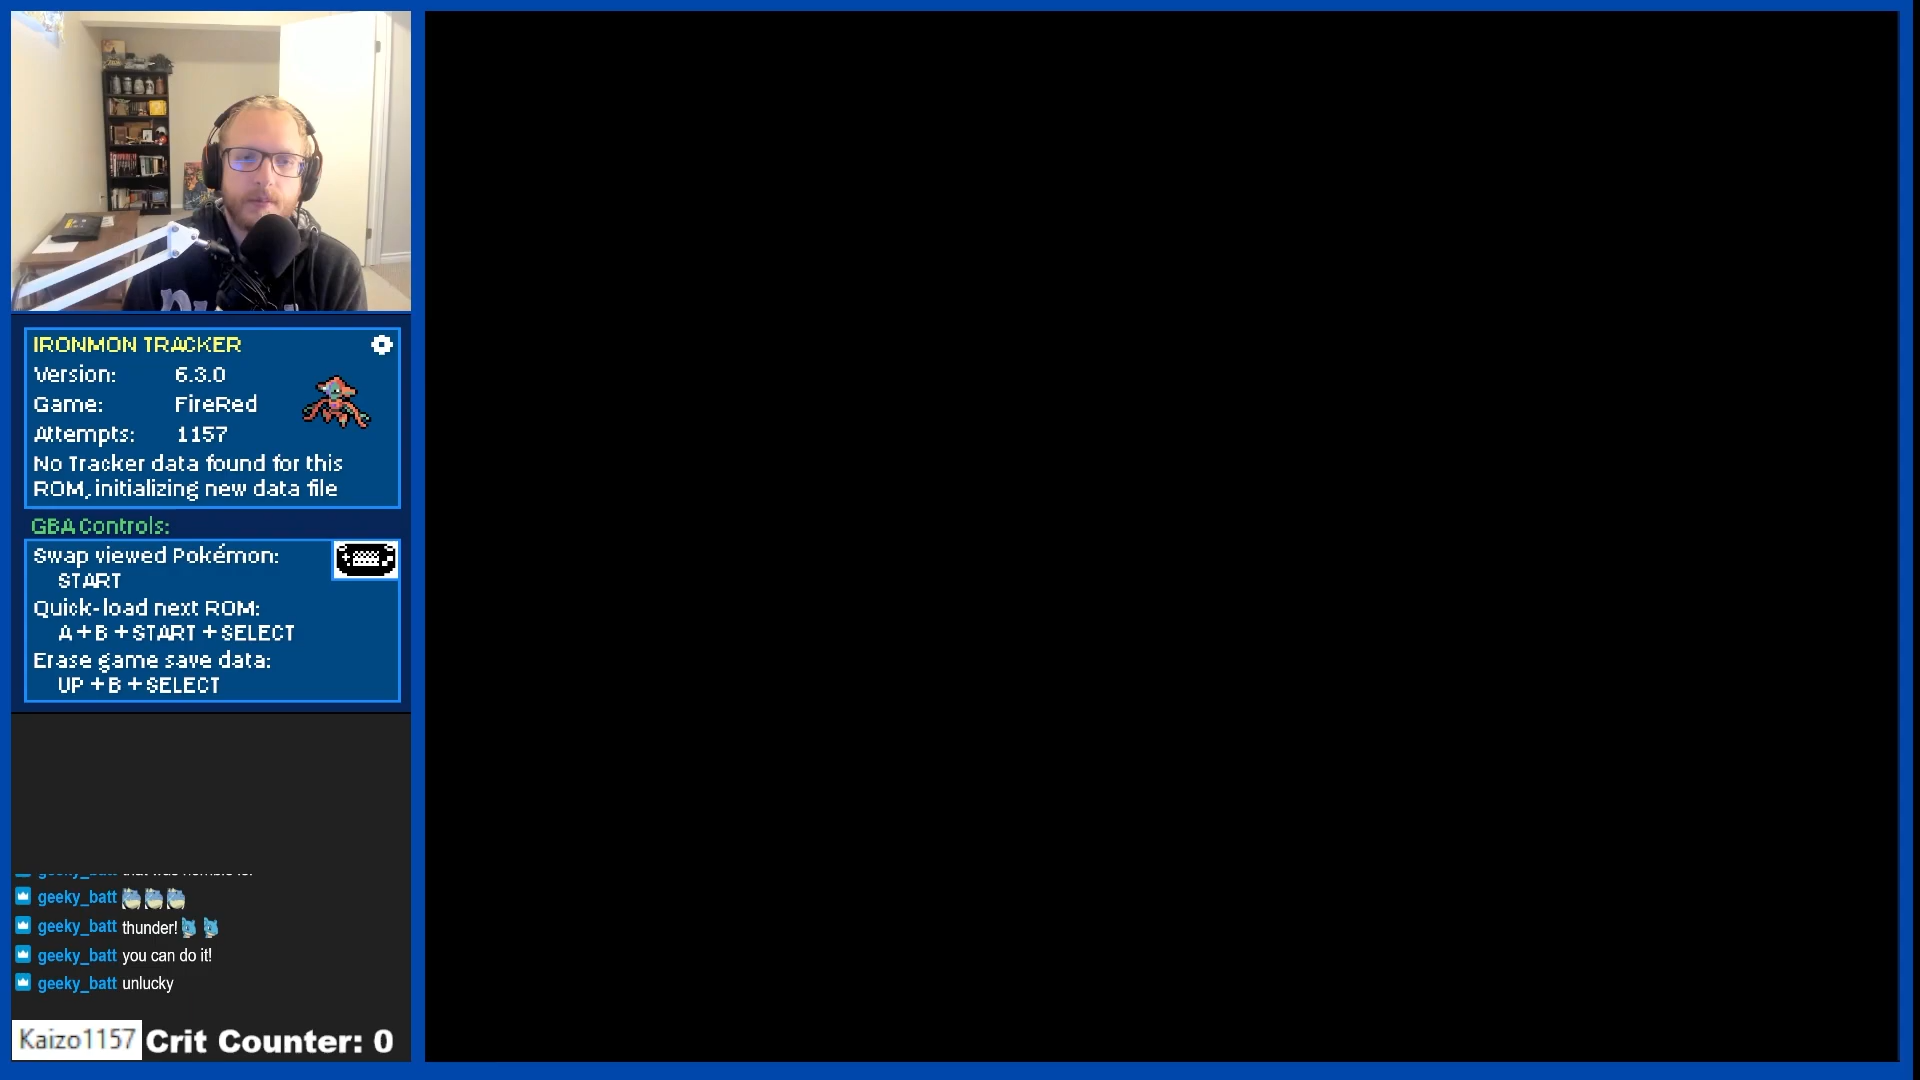 IRONMON TRACKER
Version: 6.3.0
Game: FireRed
Attempts: 1157
No Tracker data found for this
ROM, initializing new data file
GBA Controls:
Swap viewed Pokémon:
START
Quick-load next ROM:
A + B + START + SELECT
Erase game save data:
UP + B + SELECT
geeky_batt
geeky_batt thunder!
geeky_batt you can do it!
geeky_batt unlucky
Kaizo1157 Crit Counter: 0